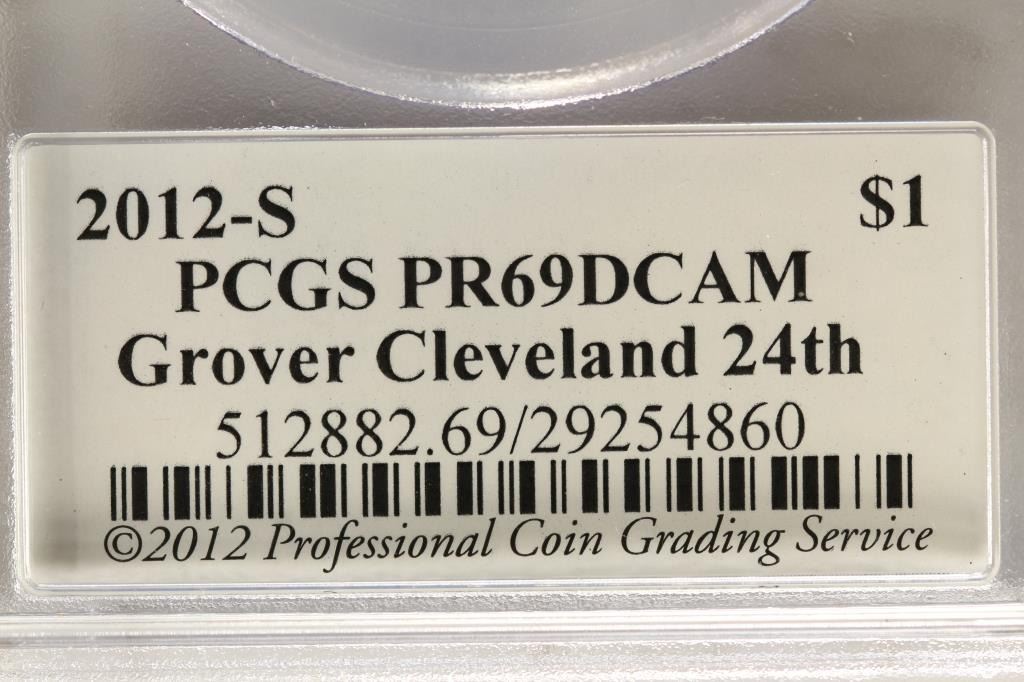 2012-S $1
PCGS PR69DCAM
Grover Cleveland 24th
512882.69/29254860
©2012 Professional Coin Grading Service